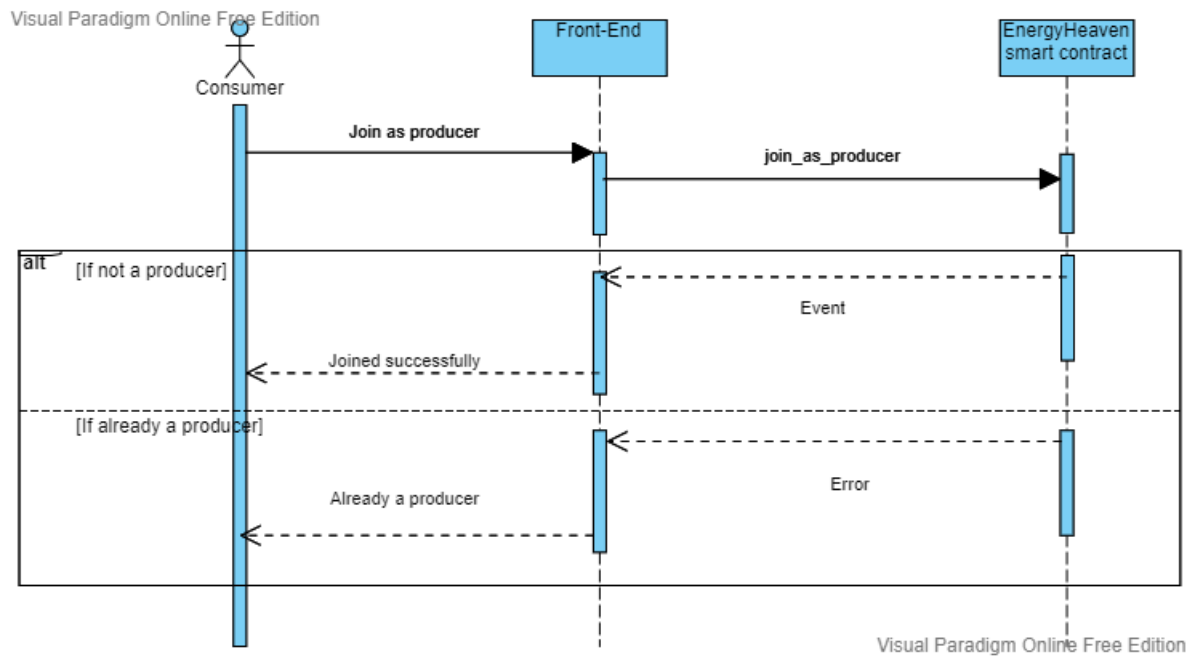 Visual Paradigm Online Free Edition
Consumer
Front-End
EnergyHeaven
smart contract
Join as producer
join_as_producer
alt
[If not a producer]
Event
Joined successfully
[If already a producer]
Error
Already a producer
Visual Paradigm Online Free Edition